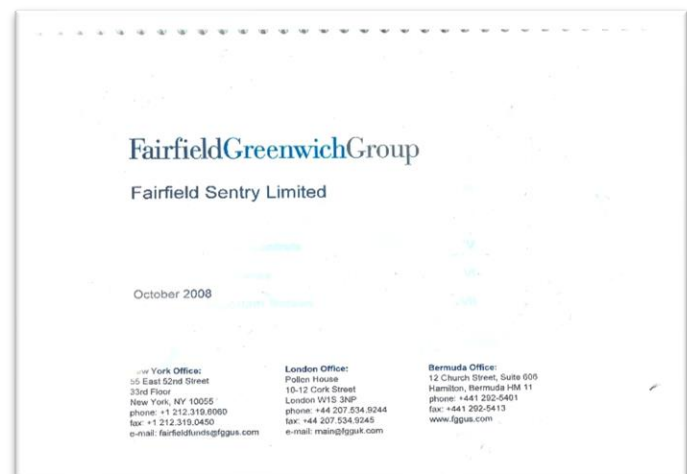 FairfieldGreenwichGroup
Fairfield Sentry Limited
October 2008
York Office:
55 East 52nd Street
33rd Floor
New York, NY 10055
phone: +1 212.319.6060
fax: +1 212.319.0450
e-mail: fairfieldfunds@fggus.com
London Office:
Pollen House
10-12 Cork Street
London W1S 3NP
phone: +44 207.534.9244
fax: +44 207.534.9245
e-mail: main@fgguk.com
Bermuda Office:
12 Church Street, Suite 606
Hamilton, Bermuda HM 11
phone: +441 292-5401
fax: +441 292-5413
www.fggus.com